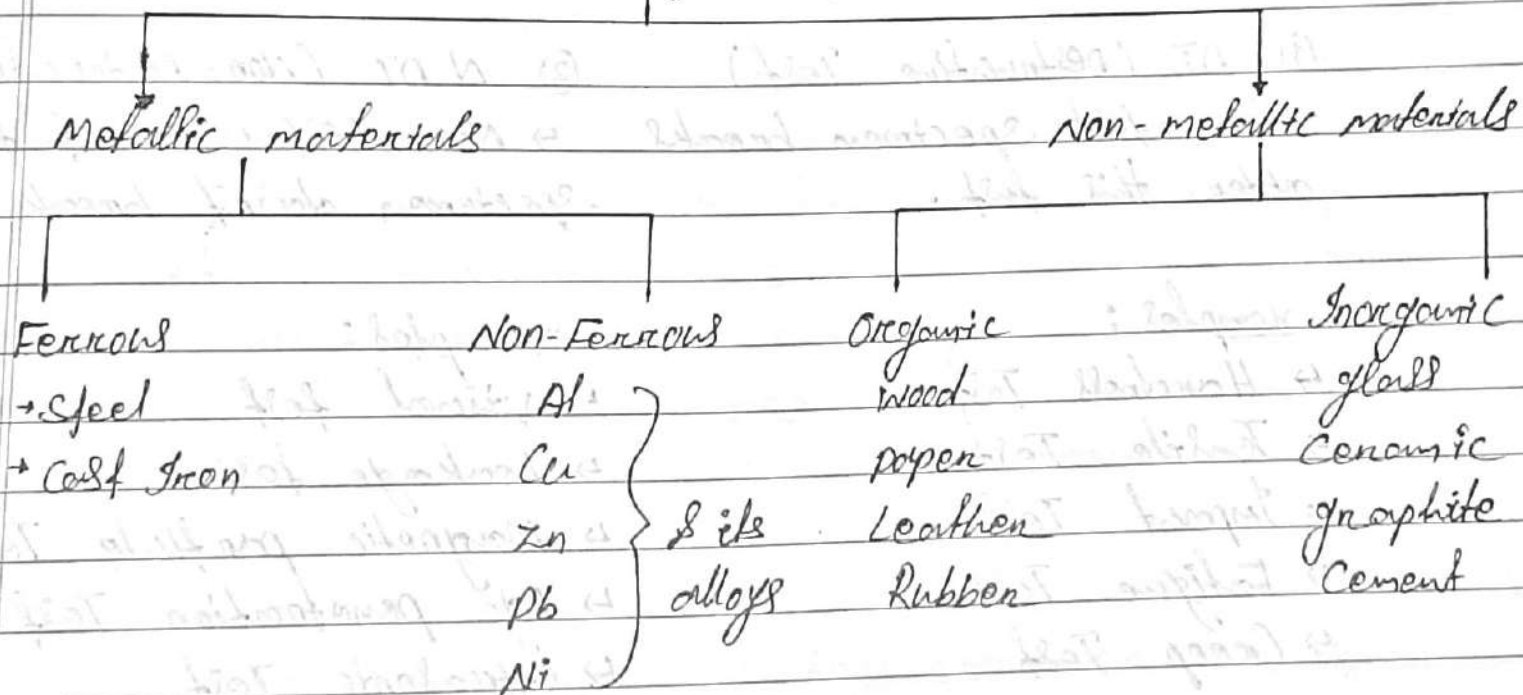 Metallic materials Non-metallic materials
Ferrous Non-Ferrous Organic Inorganic
→ Steel Al wood glass
→ Cast Iron Cu paper Ceramic
Zn & its Leather graphite
Pb alloys Rubber Cement
Ni